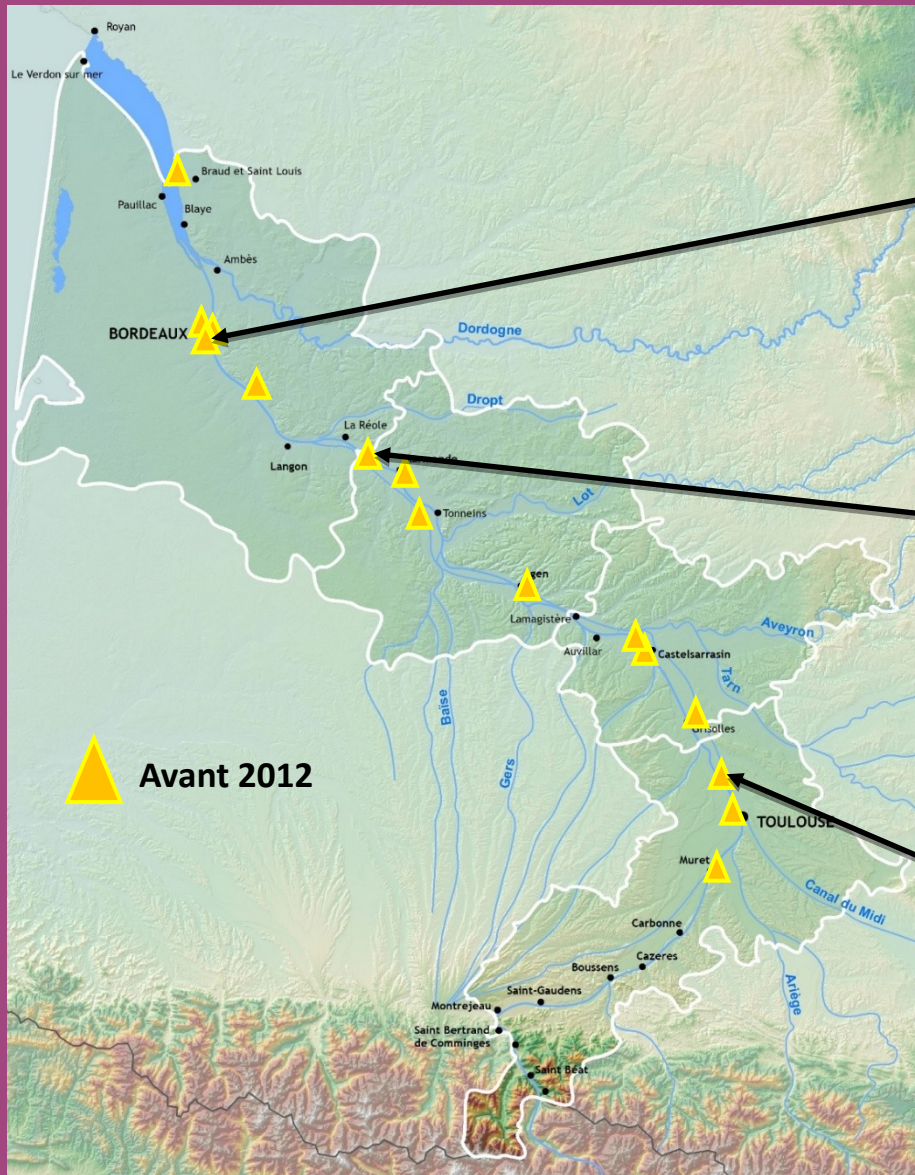 Royan
Le Verdon sur mer
Braud et Saint Louis
Pauillac
Blaye
Ambès
BORDEAUX
Dordogne
Dropt
La Réole
Langon
Lot
Tonneins
Lamagistère
Auvillar
Aveyron
Castelsarrasin
Tarn
Baïse
Gers
Grisolles
Avant 2012
TOULOUSE
Muret
Canal du Midi
Carbonne
Cazeres
Boussens
Ariège
Saint-Gaudens
Montrejeau
Saint Bertrand
de Comminges
Saint Béat